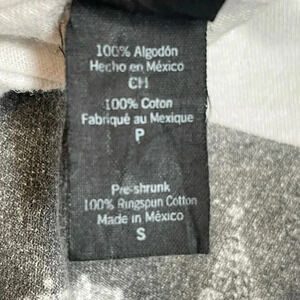 100% Algodón
Hecho en México
CH
100% Coton
Fabriqué au Mexique
P
Pre-shrunk
100% Ringspun Cotton
Made in México
S